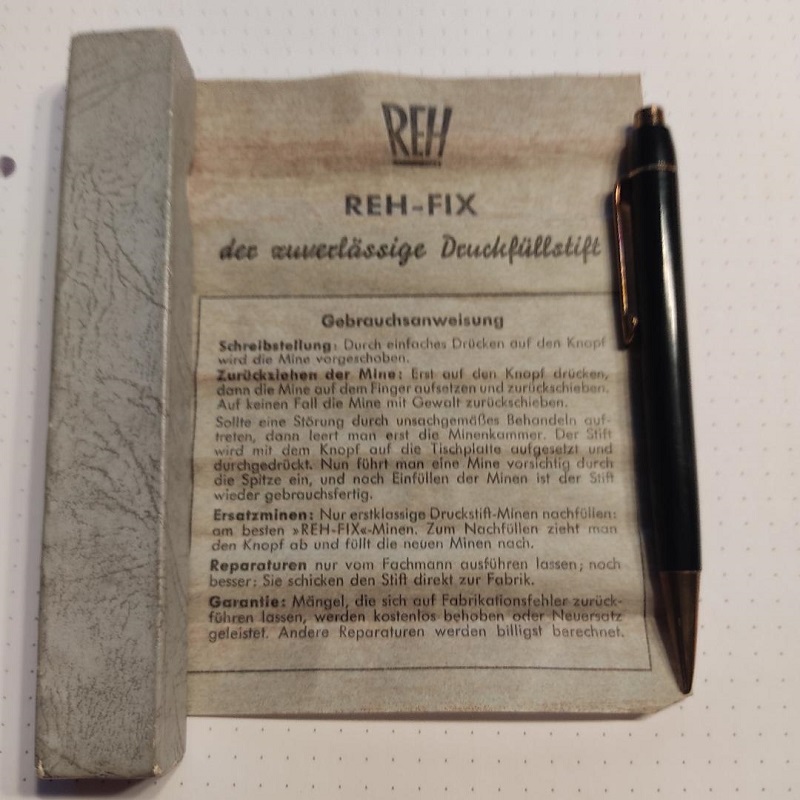 REH
REH-FIX
der zuverlässige Druckfüllstift
Gebrauchsanweisung
Schreibstellung: Durch einfaches Drücken auf den Knopf
wird die Mine vorgeschoben.
Zurückziehen der Mine: Erst auf den Knopf drücken,
dann die Mine auf dem Finger aufsetzen und zurückschieben.
Auf keinen Fall die Mine mit Gewalt zurückschieben.
Sollte eine Störung durch unsachgemäßes Behandeln auf-
treten, dann leert man erst die Minenkammer. Der Stift
wird mit dem Knopf auf die Tischplatte aufgesetzt und
durchgedrückt. Nun führt man eine Mine vorsichtig durch
die Spitze ein, und nach Einfüllen der Minen ist der Stift
wieder gebrauchsfertig.
Ersatzminen: Nur erstklassige Druckstift-Minen nachfüllen:
am besten »REH-FIX«-Minen. Zum Nachfüllen zieht man
den Knopf ab und füllt die neuen Minen nach.
Reparaturen nur vom Fachmann ausführen lassen; noch
besser: Sie schicken den Stift direkt zur Fabrik.
Garantie: Mängel, die sich auf Fabrikationsfehler zurück-
führen lassen, werden kostenlos behoben oder Neuersatz
geleistet. Andere Reparaturen werden billigst berechnet.